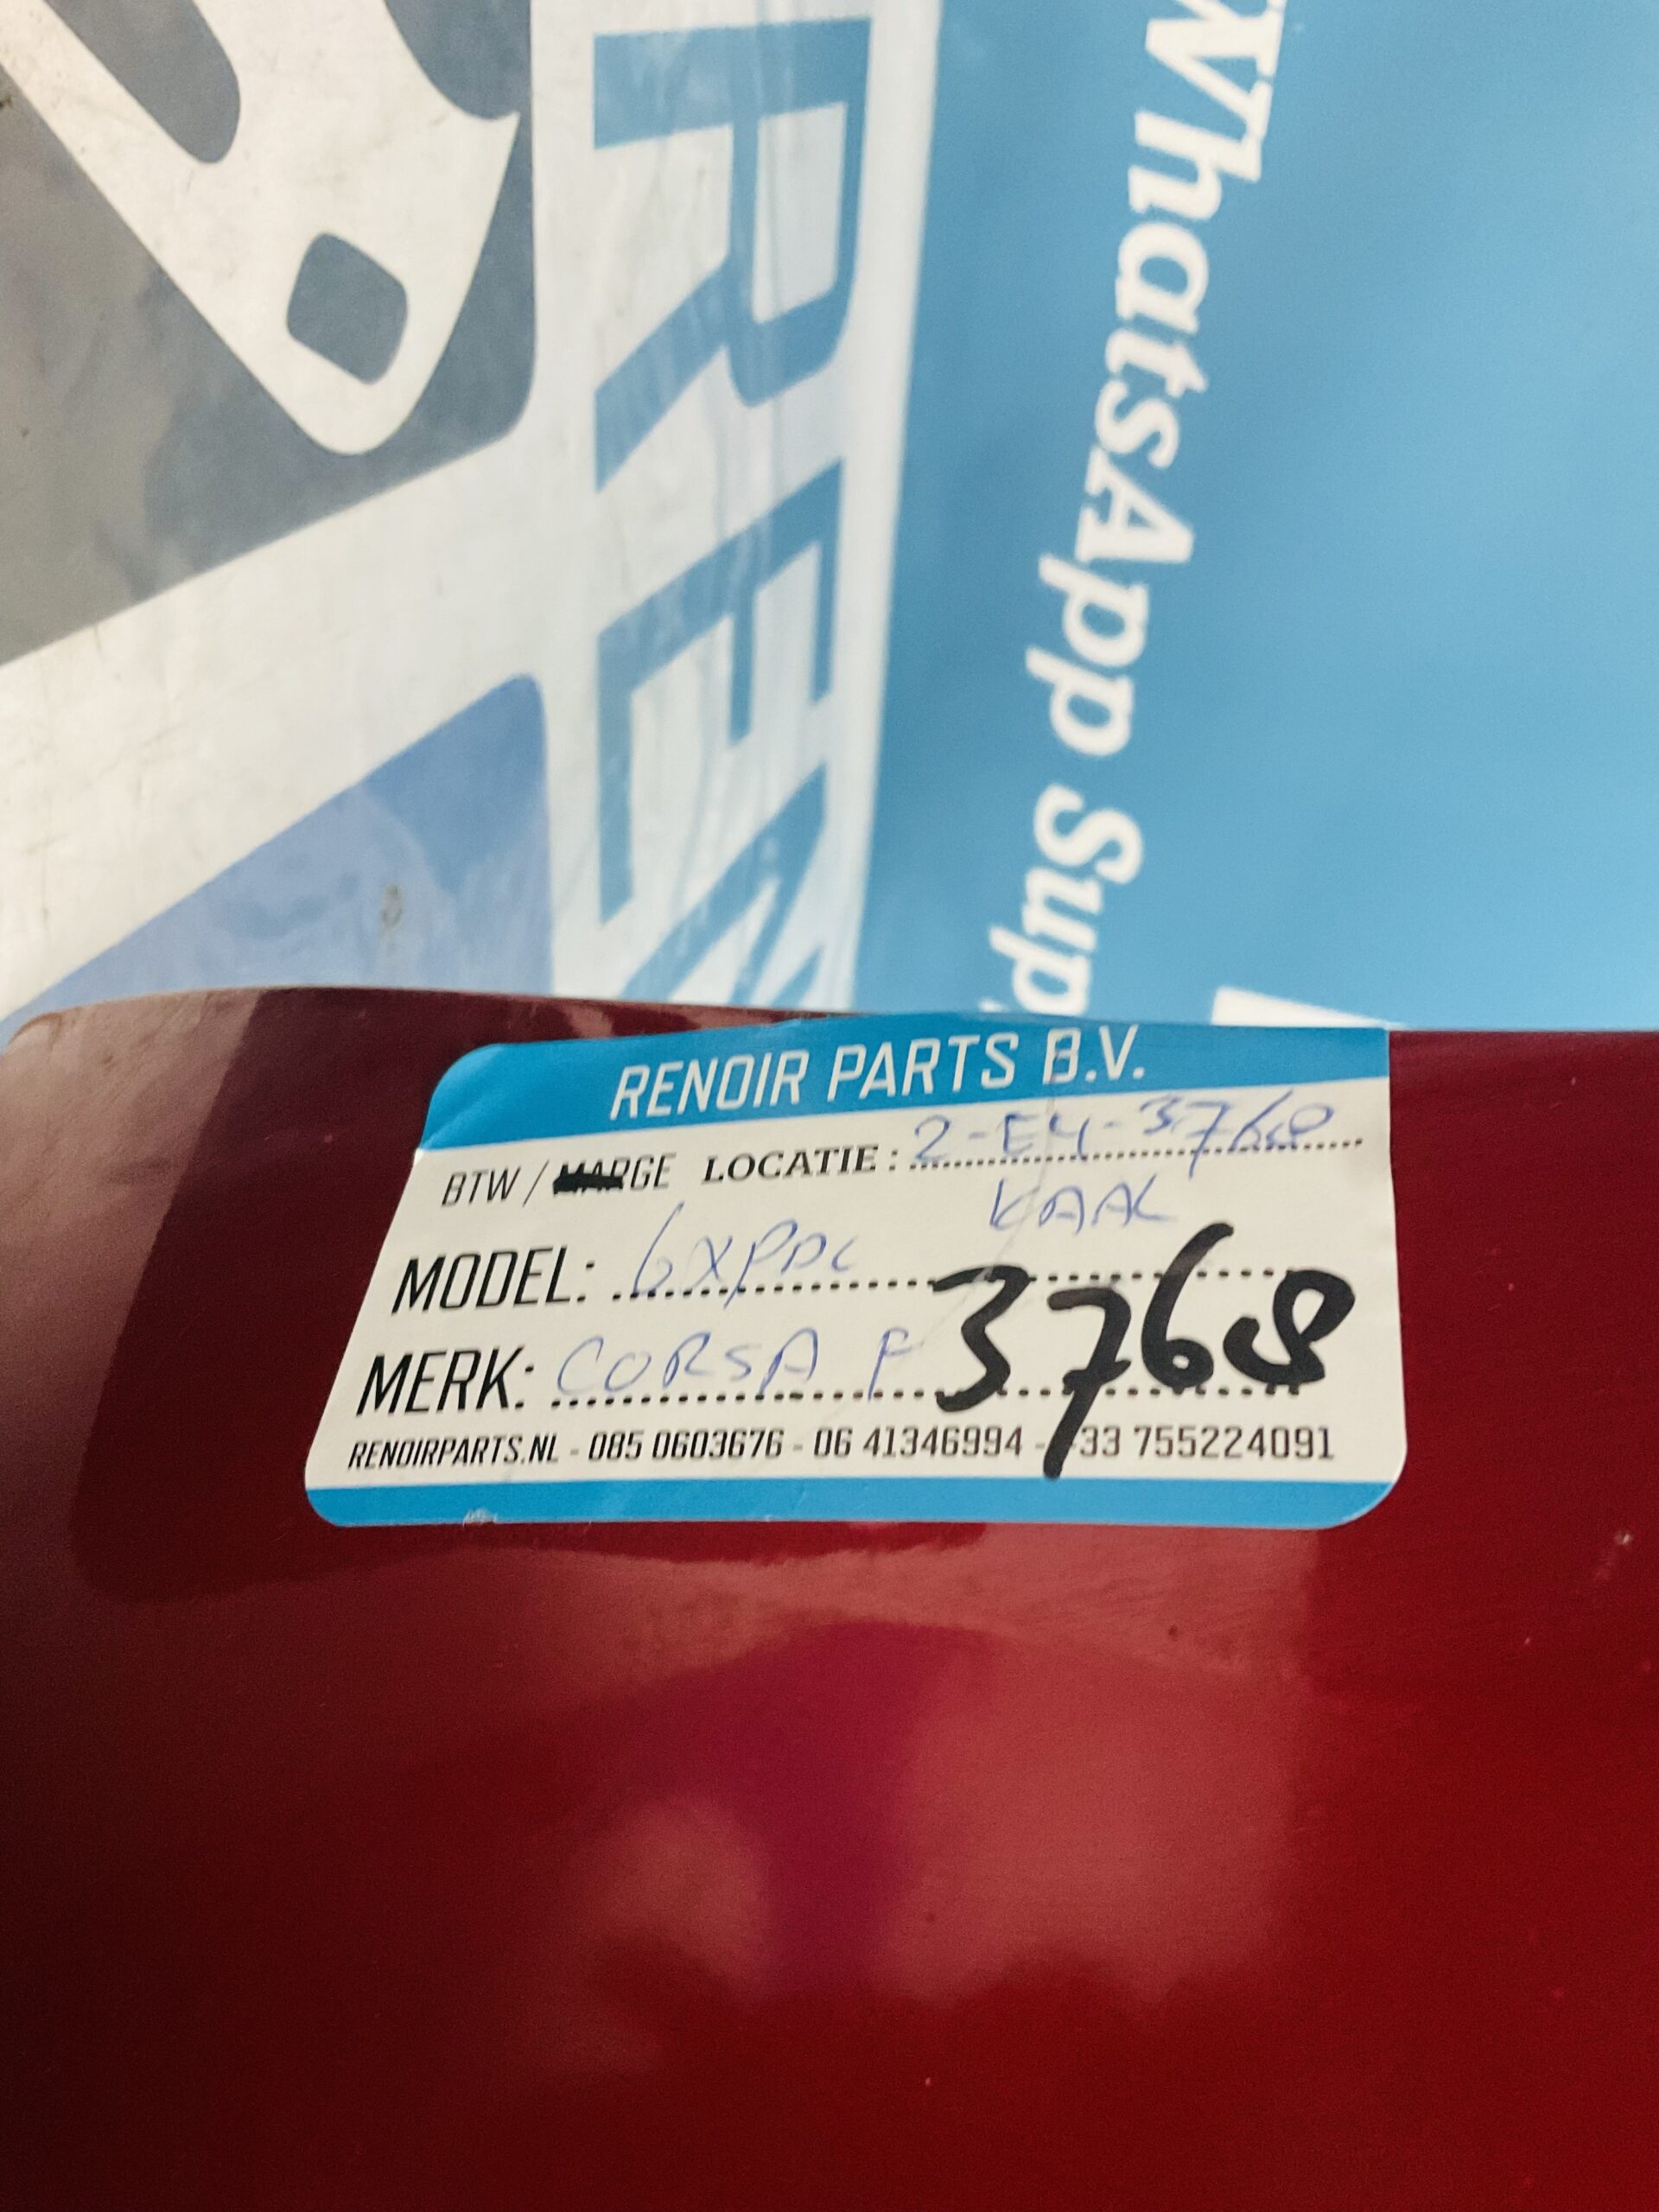 WhatsApp Sup
REN
RENOIR PARTS B.V.
BTW / MARGE LOCATIE: 2-E4-3768
KAAL
MODEL: 6XPDC
3768
MERK: CORSA F
RENOIRPARTS.NL - 085 0603676 - 06 41346994 - +33 755224091